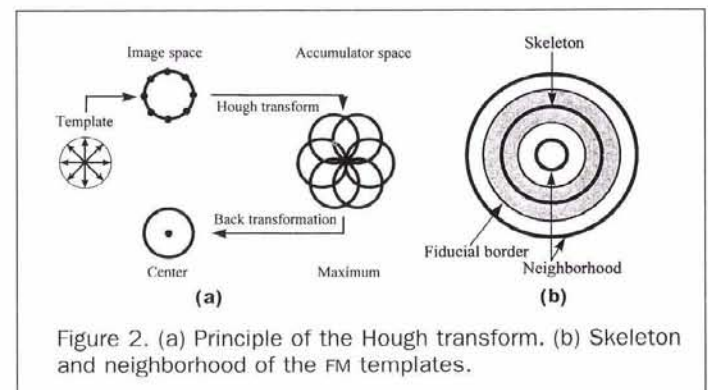 Image space
Accumulator space
Template
Hough transform
Back transformation
Center
Maximum
(a)
Skeleton
Fiducial border
Neighborhood
(b)
Figure 2. (a) Principle of the Hough transform. (b) Skeleton
and neighborhood of the FM templates.